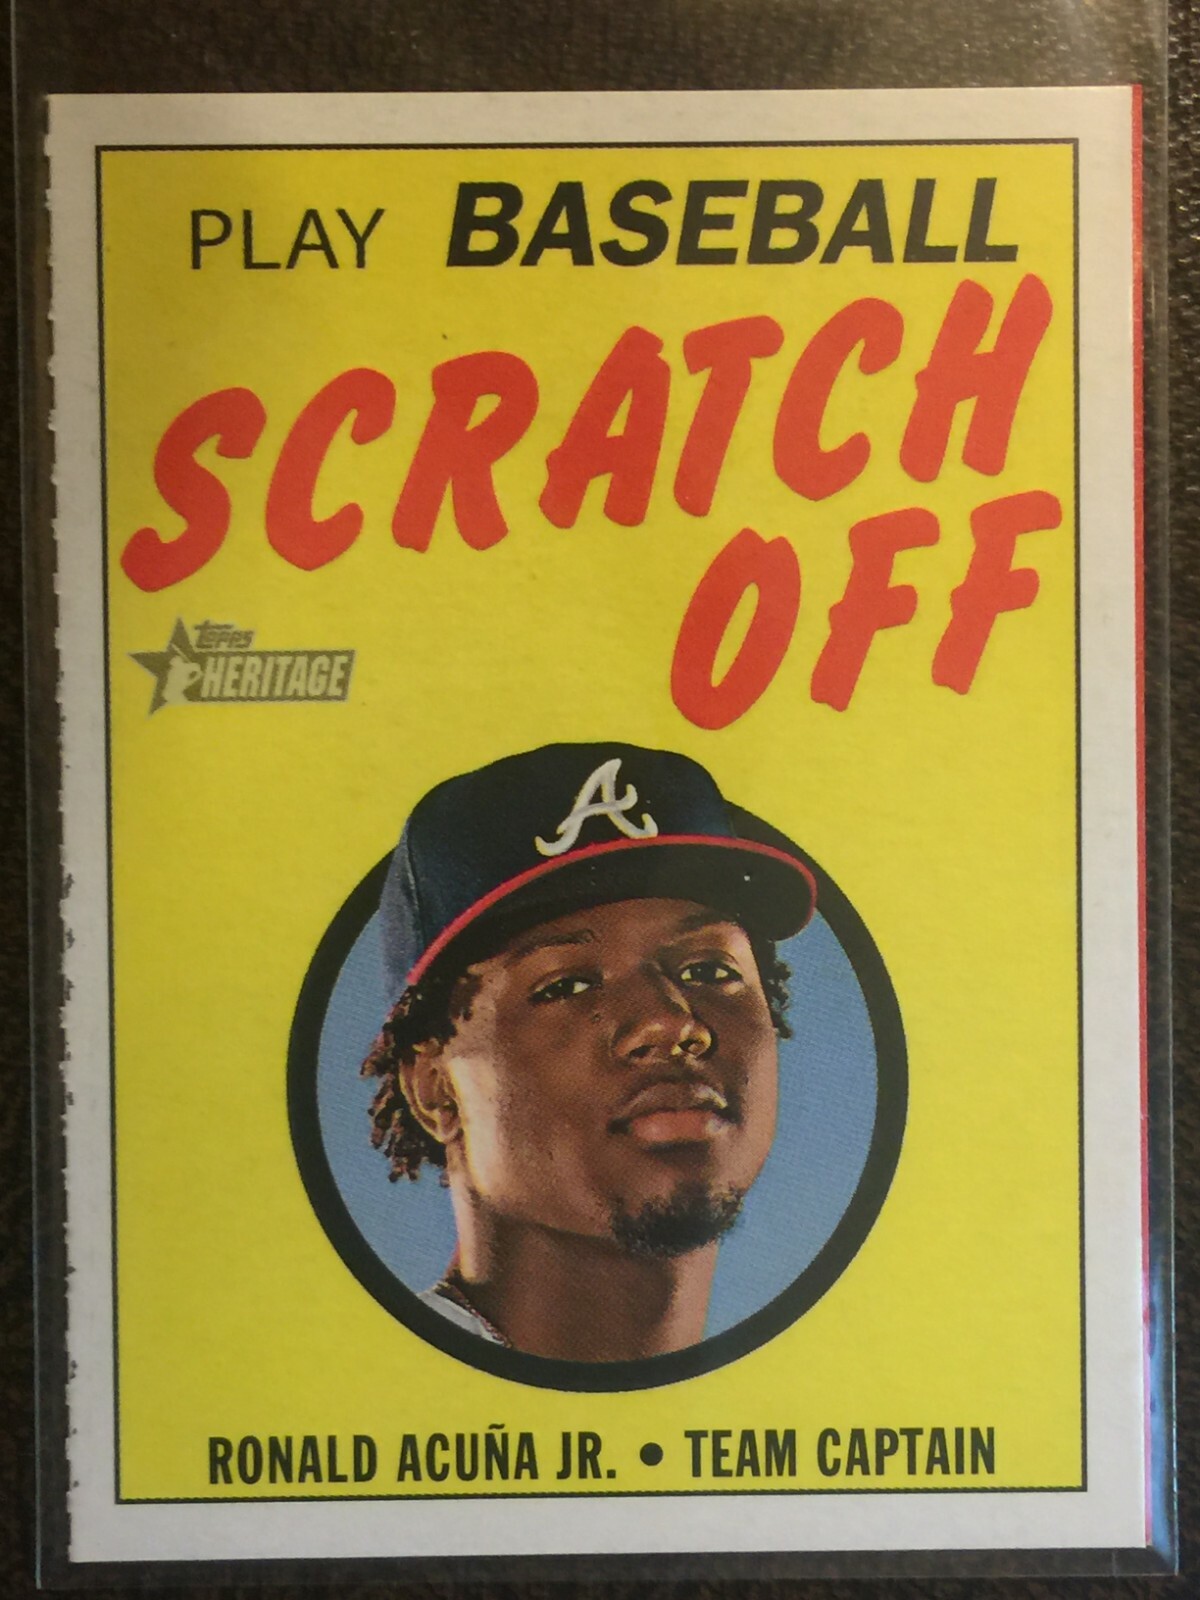 PLAY BASEBALL
SCRATCH
OFF
topps
HERITAGE
A
RONALD ACUÑA JR. • TEAM CAPTAIN